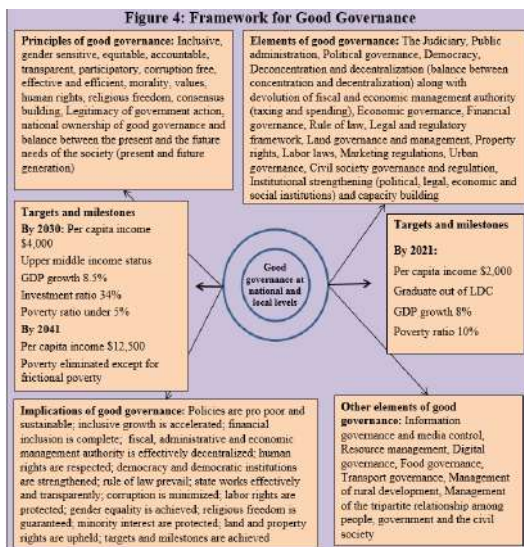 Figure 4: Framework for Good Governance
Principles of good governance: Inclusive,
gender sensitive, equitable, accountable,
transparent, participatory, corruption free,
effective and efficient, morality, values,
human rights, religious freedom, consensus
building, Legitimacy of government action,
national ownership of good governance and
balance between the present and the future
needs of the society (present and future
generation)
Elements of good governance: The Judiciary, Public
administration, Political governance, Democracy,
Deconcentration and decentralization (balance between
concentration and decentralization) along with
devolution of fiscal and economic management authority
(taxing and spending), Economic governance, Financial
governance, Rule of law, Legal and regulatory
framework, Land governance and management, Property
rights, Labor laws, Marketing regulations, Urban
governance, Civil society governance and regulation,
Institutional strengthening (political, legal, economic and
social institutions) and capacity building
Targets and milestones
By 2030: Per capita income
$4,000
Upper middle income status
GDP growth 8.5%
Investment ratio 34%
Poverty ratio under 5%
By 2041
Per capita income $12,500
Poverty eliminated except for
frictional poverty
Good
governance at
national and
local levels
Targets and milestones
By 2021:
Per capita income $2,000
Graduate out of LDC
GDP growth 8%
Poverty ratio 10%
Implications of good governance: Policies are pro poor and
sustainable; inclusive growth is accelerated; financial
inclusion is complete; fiscal, administrative and economic
management authority is effectively decentralized; human
rights are respected; democracy and democratic institutions
are strengthened; rule of law prevail; state works effectively
and transparently; corruption is minimized; labor rights are
protected; gender equality is achieved; religious freedom is
guaranteed; minority interest are protected; land and property
rights are upheld; targets and milestones are achieved
Other elements of good
governance: Information
governance and media control,
Resource management, Digital
governance, Food governance,
Transport governance, Management
of rural development, Management of
the tripartite relationship among
people, government and the civil
society